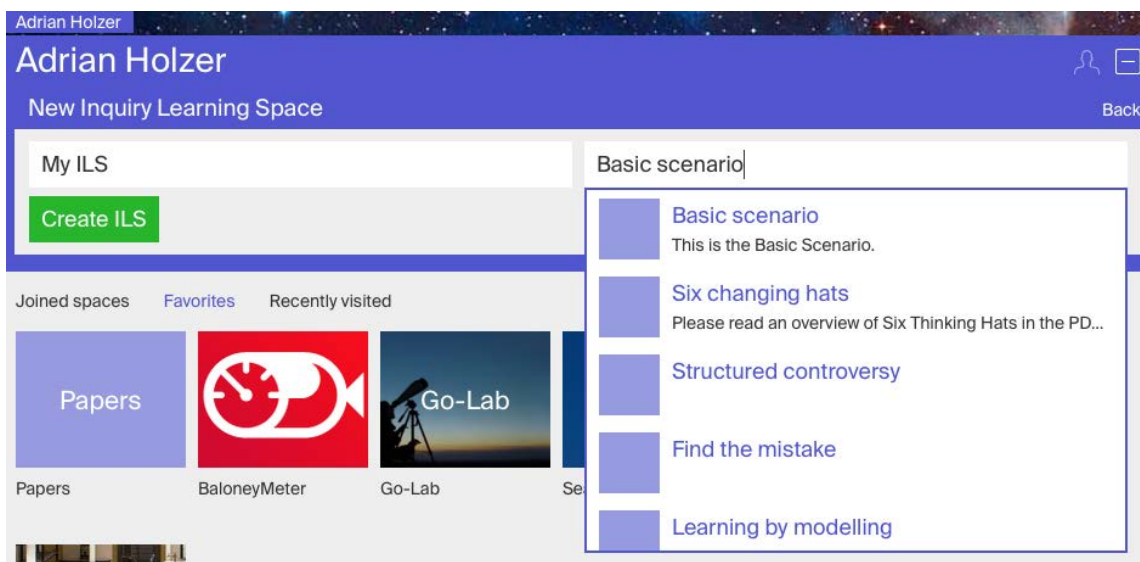 Adrian Holzer
Adrian Holzer
New Inquiry Learning Space
Back
My ILS
Basic scenario
Create ILS
Basic scenario
This is the Basic Scenario.
Six changing hats
Please read an overview of Six Thinking Hats in the PD...
Structured controversy
Find the mistake
Learning by modelling
Joined spaces Favorites Recently visited
Papers
Go-Lab
Papers BaloneyMeter Go-Lab